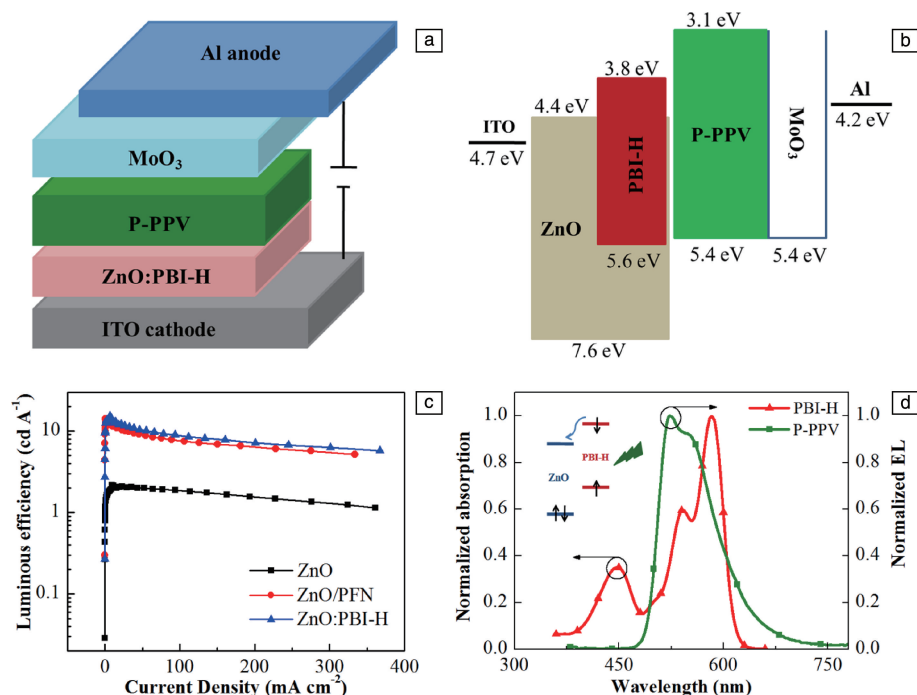 a
Al anode
MoO₃
P-PPV
ZnO:PBI-H
ITO cathode
b
3.1 eV
3.8 eV
4.4 eV
ITO
4.7 eV
Al
4.2 eV
PBI-H
P-PPV
MoO₃
ZnO
5.6 eV
5.4 eV
5.4 eV
7.6 eV
c
Luminous efficiency (cd A⁻¹)
10
1
0.1
ZnO
ZnO/PFN
ZnO:PBI-H
0 100 200 300 400
Current Density (mA cm⁻²)
d
Normalized absorption
1.0
0.8
0.6
0.4
0.2
0.0
PBI-H
P-PPV
ZnO
PBI-H
1.0
0.8
0.6
0.4
0.2
0.0
Normalized EL
300 450 600 750
Wavelength (nm)